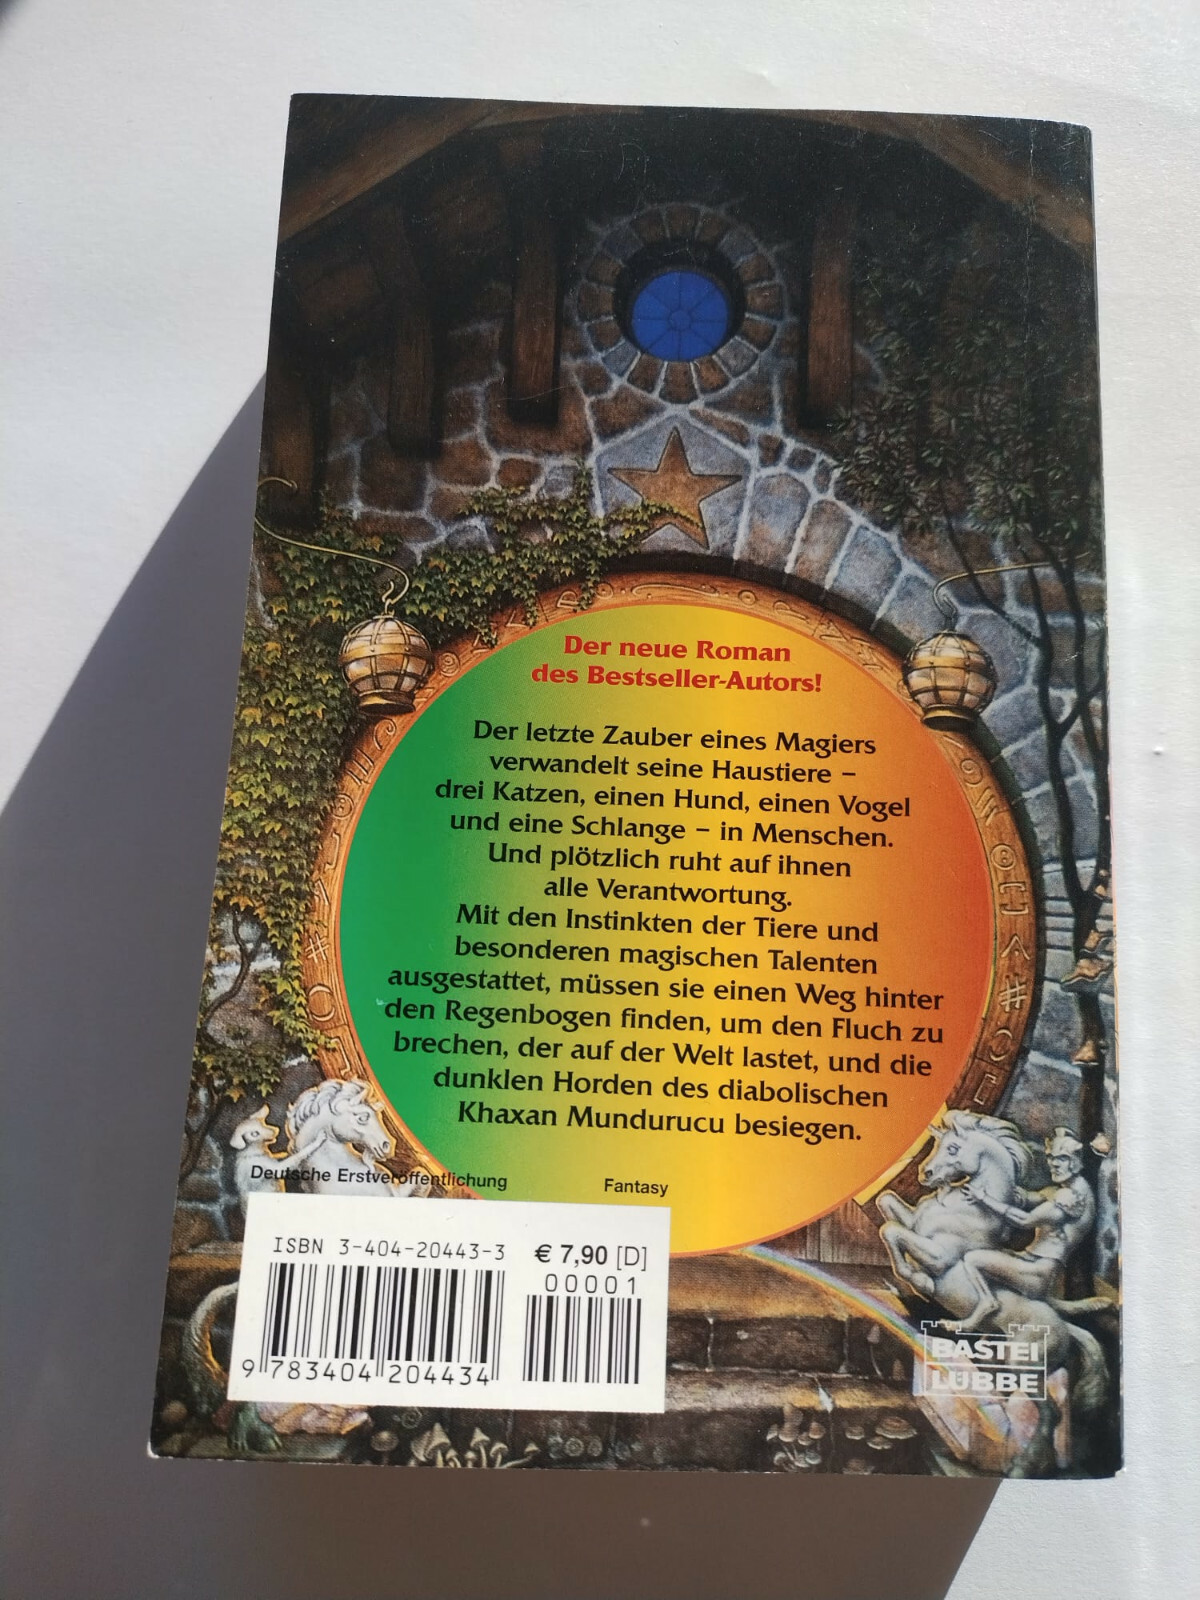 Der neue Roman
des Bestseller-Autors!
Der letzte Zauber eines Magiers
verwandelt seine Haustiere –
drei Katzen, einen Hund, einen Vogel
und eine Schlange – in Menschen.
Und plötzlich ruht auf ihnen
alle Verantwortung.
Mit den Instinkten der Tiere und
besonderen magischen Talenten
ausgestattet, müssen sie einen Weg hinter
den Regenbogen finden, um den Fluch zu
brechen, der auf der Welt lastet, und die
dunklen Horden des diabolischen
Khaxan Mundurucu besiegen.
Deutsche Erstveröffentlichung
Fantasy
ISBN 3-404-20443-3
€ 7,90 [D]
00001
9 783404 204434
BASTEI
LÜBBE